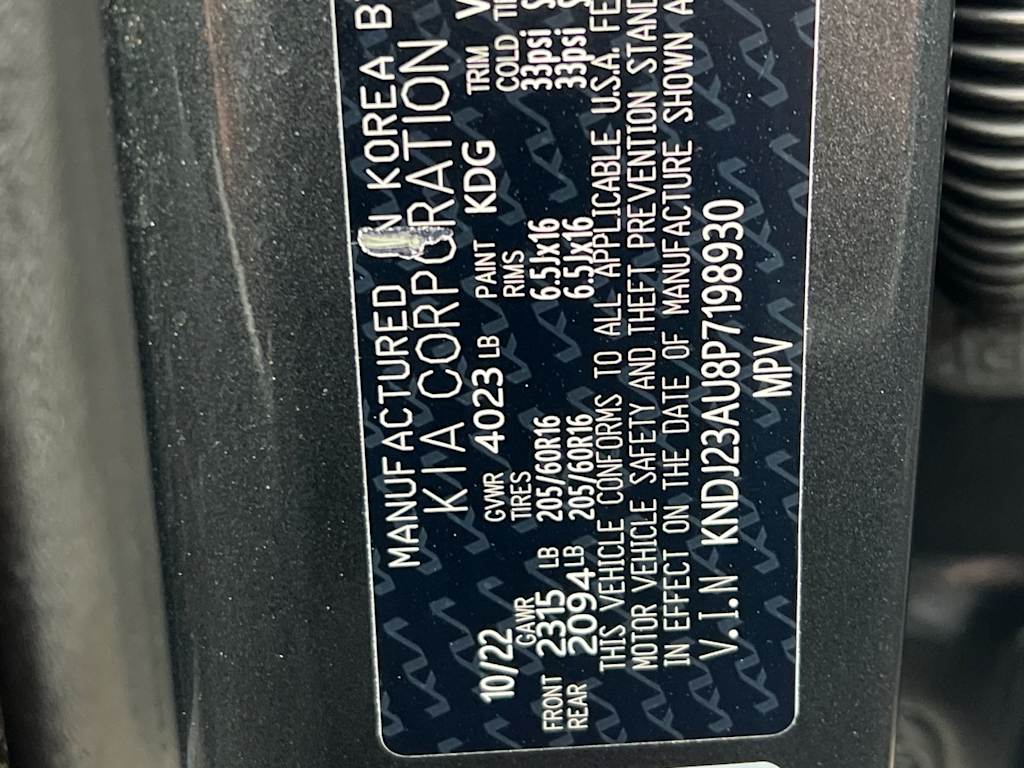 MANUFACTURED IN KOREA BY
KIA CORPORATION
10/22 GVWR 4023 LB PAINT KDG TRIM
GAWR TIRES RIMS COLD
FRONT 2315 LB 205/60R16 6.5Jx16 33psi
REAR 2094 LB 205/60R16 6.5Jx16 33psi
THIS VEHICLE CONFORMS TO ALL APPLICABLE U.S.A. FE
MOTOR VEHICLE SAFETY AND THEFT PREVENTION STAND
IN EFFECT ON THE DATE OF MANUFACTURE SHOWN A
V.I.N KNDJ23AU8P7198930
MPV